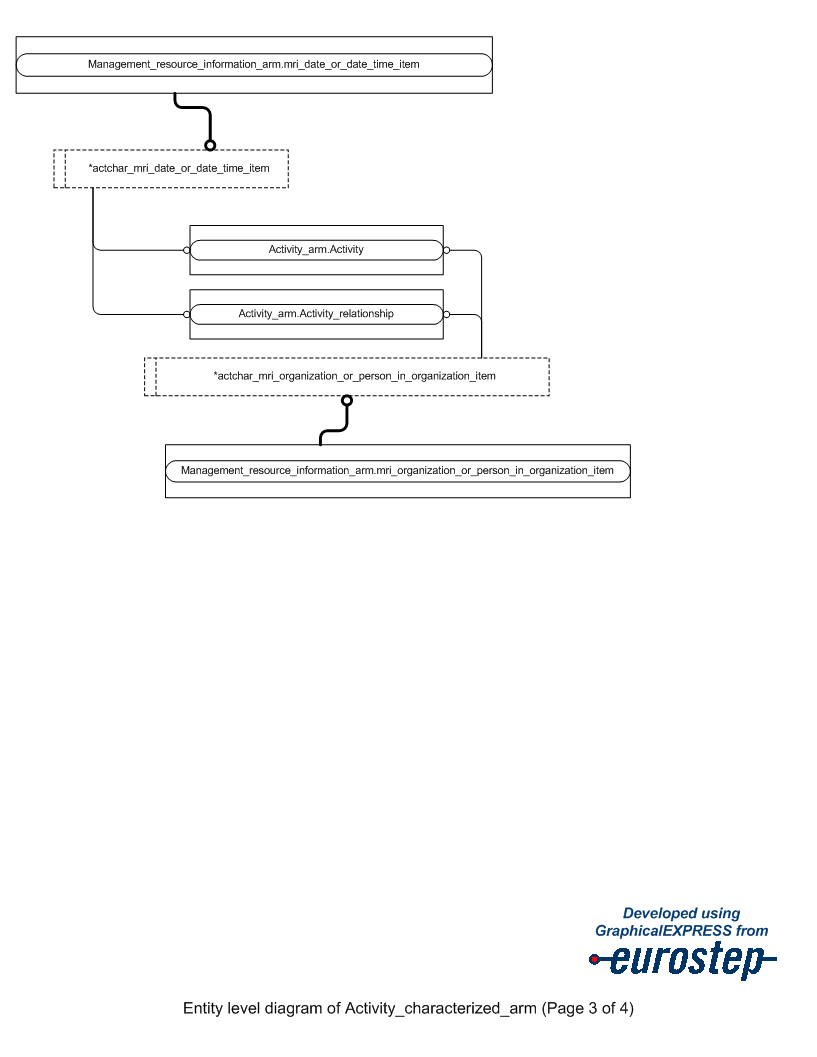 Management_resource_information_arm.mri_date_or_date_time_item
*actchar_mri_date_or_date_time_item
Activity_arm.Activity
Activity_arm.Activity_relationship
*actchar_mri_organization_or_person_in_organization_item
Management_resource_information_arm.mri_organization_or_person_in_organization_item
Developed using
GraphicalEXPRESS from
eurostep
Entity level diagram of Activity_characterized_arm (Page 3 of 4)